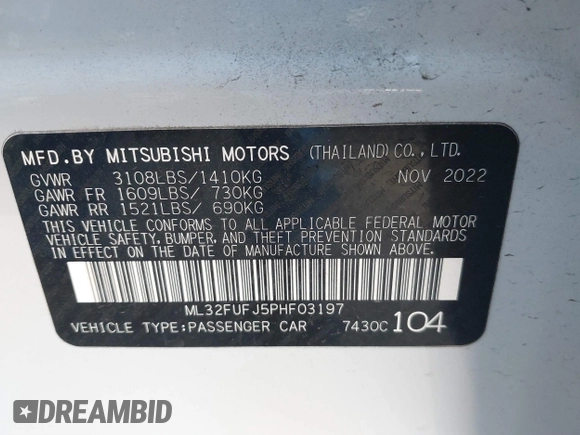 MFD.BY MITSUBISHI MOTORS (THAILAND) CO., LTD.
GVWR 3108LBS/1410KG NOV 2022
GAWR FR 1609LBS/ 730KG
GAWR RR 1521LBS/ 690KG
THIS VEHICLE CONFORMS TO ALL APPLICABLE FEDERAL MOTOR
VEHICLE SAFETY, BUMPER, AND THEFT PREVENTION STANDARDS
IN EFFECT ON THE DATE OF MANUFACTURE SHOWN ABOVE.
ML32FUFJ5PHF03197
VEHICLE TYPE:PASSENGER CAR 7430C 104
DREAMBID